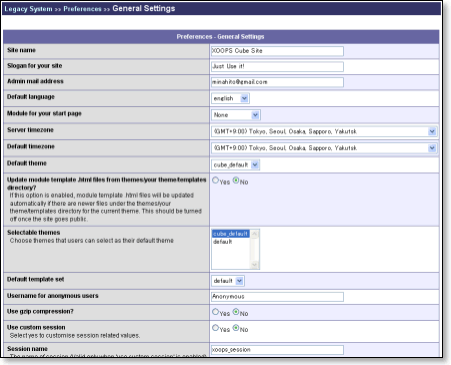 Legacy System >> Preferences >> General Settings
Preferences - General Settings
Site name
XOOPS Cube Site
Slogan for your site
Just Use it!
Admin mail address
minahito@gmail.com
Default language
english
Module for your start page
None
Server timezone
(GMT+9:00) Tokyo, Seoul, Osaka, Sapporo, Yakutsk
Default timezone
(GMT+9:00) Tokyo, Seoul, Osaka, Sapporo, Yakutsk
Default theme
cube_default
Update module template .html files from themes/your theme/templates
directory?
Yes No
If this option is enabled, module template .html files will be updated
automatically if there are newer files under the themes/your
theme/templates directory for the current theme. This should be turned
off once the site goes public.
Selectable themes
Choose themes that users can select as their default theme
cube_default
default
Default template set
default
Username for anonymous users
Anonymous
Use gzip compression?
Yes No
Use custom session
Select yes to customise session related values.
Yes No
Session name
xoops_session
The name of session (Valid only when 'use custom session' is enabled)